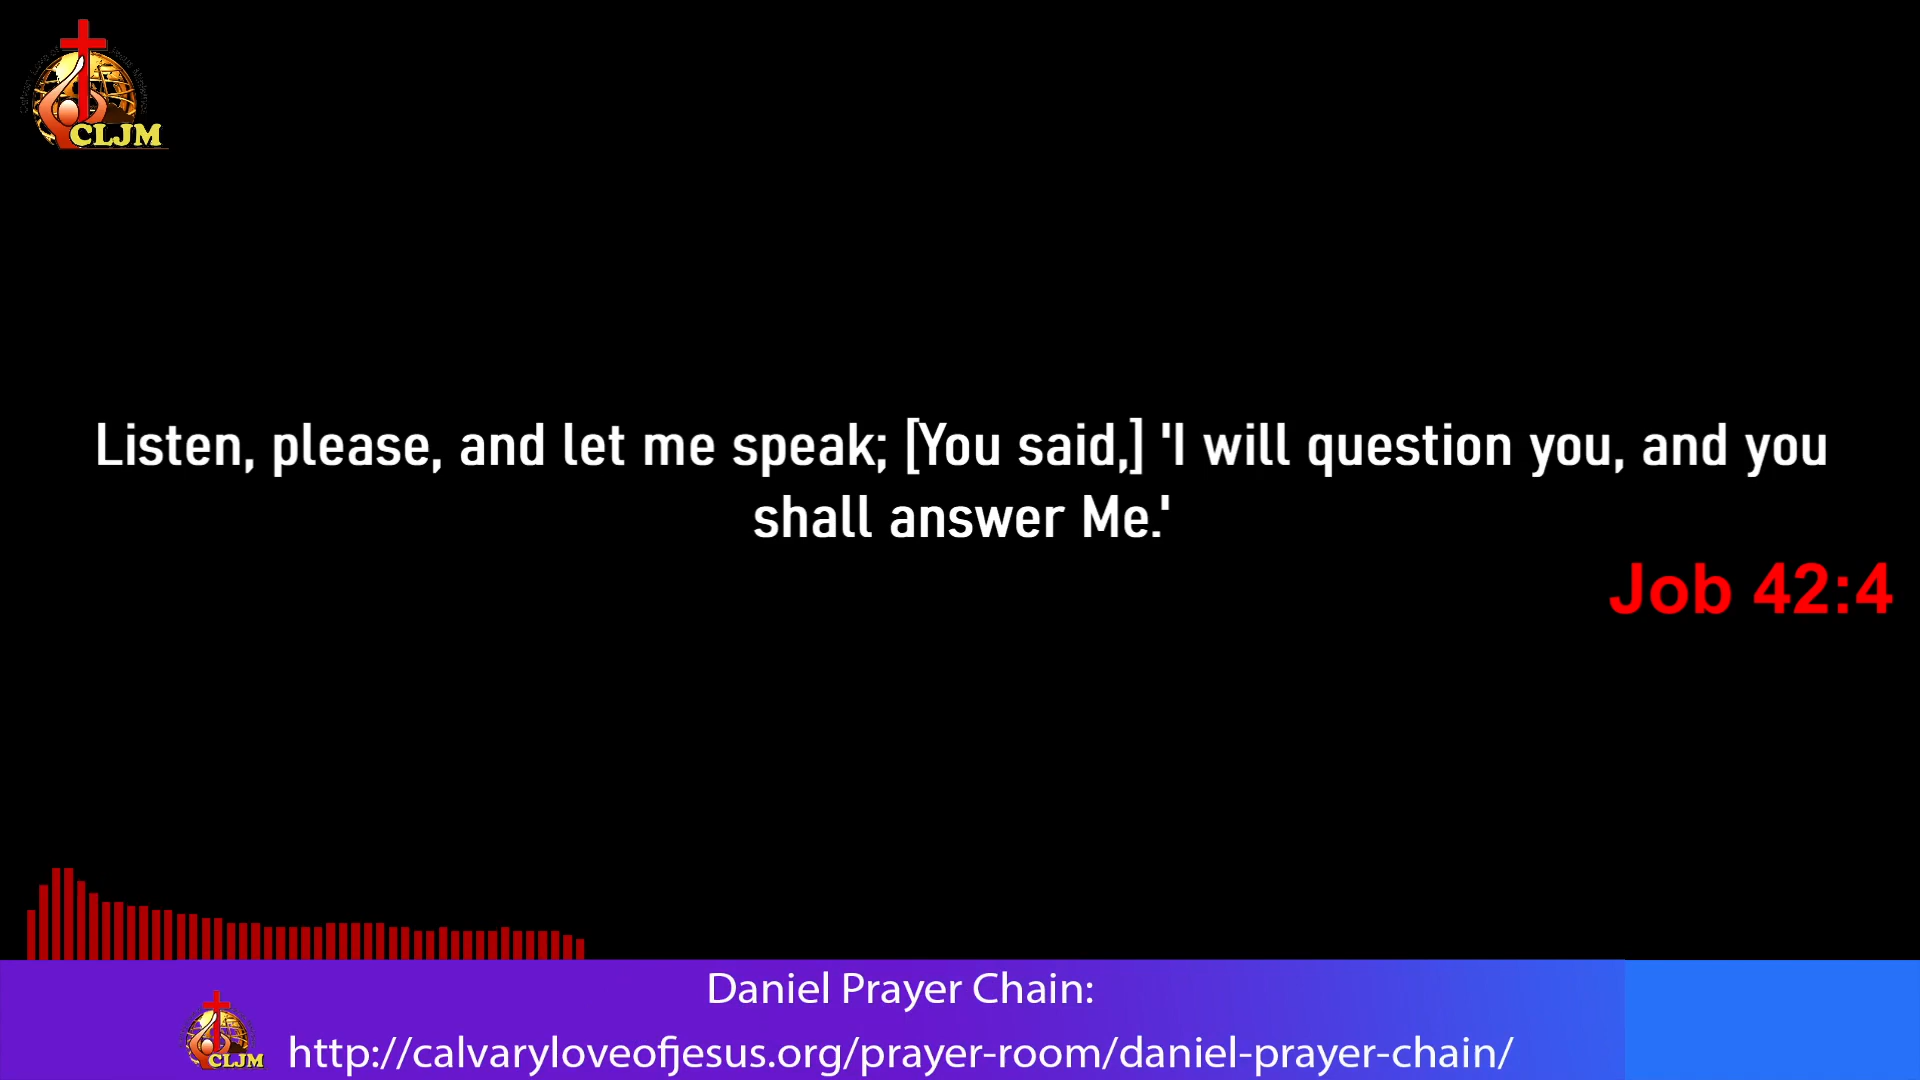 CLJM
Listen, please, and let me speak; [You said,] 'I will question you, and you
shall answer Me.'
Job 42:4
Daniel Prayer Chain:
CLJM
http://calvaryloveofjesus.org/prayer-room/daniel-prayer-chain/